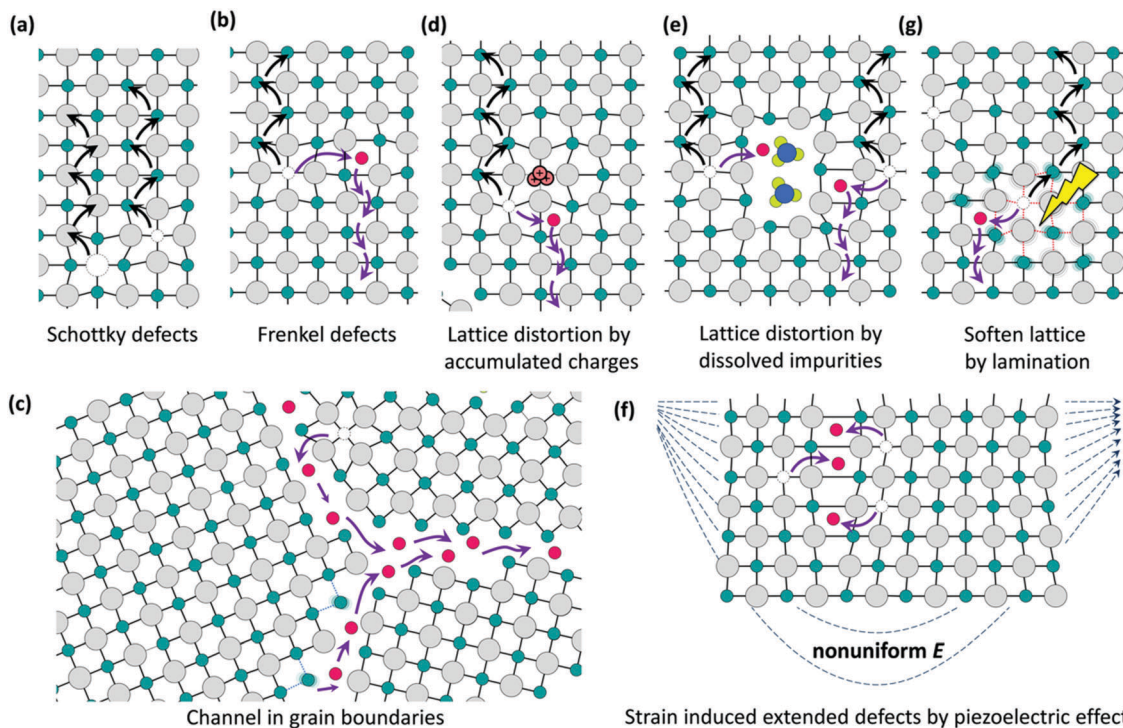 (a)
(b)
(d)
(e)
(g)
+ + +
Schottky defects
Frenkel defects
Lattice distortion by
accumulated charges
Lattice distortion by
dissolved impurities
Soften lattice
by lamination
(c)
(f)
nonuniform E
Channel in grain boundaries
Strain induced extended defects by piezoelectric effect